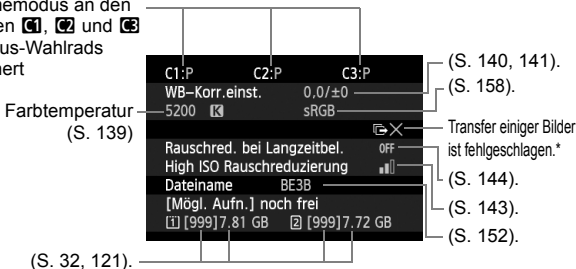 emodus an den
en C1, C2 und C3
us-Wahlrads
ert
C1:P C2:P C3:P
WB-Korr.einst. 0,0/±0
(S. 140, 141).
5200 K sRGB
(S. 158).
Farbtemperatur
(S. 139)
Transfer einiger Bilder
ist fehlgeschlagen.*
Rauschred. bei Langzeitbel. OFF
(S. 144).
High ISO Rauschreduzierung
(S. 143).
Dateiname BE3B
(S. 152).
[Mögl. Aufn.] noch frei
1 [999]7.81 GB 2 [999]7.72 GB
(S. 32, 121).